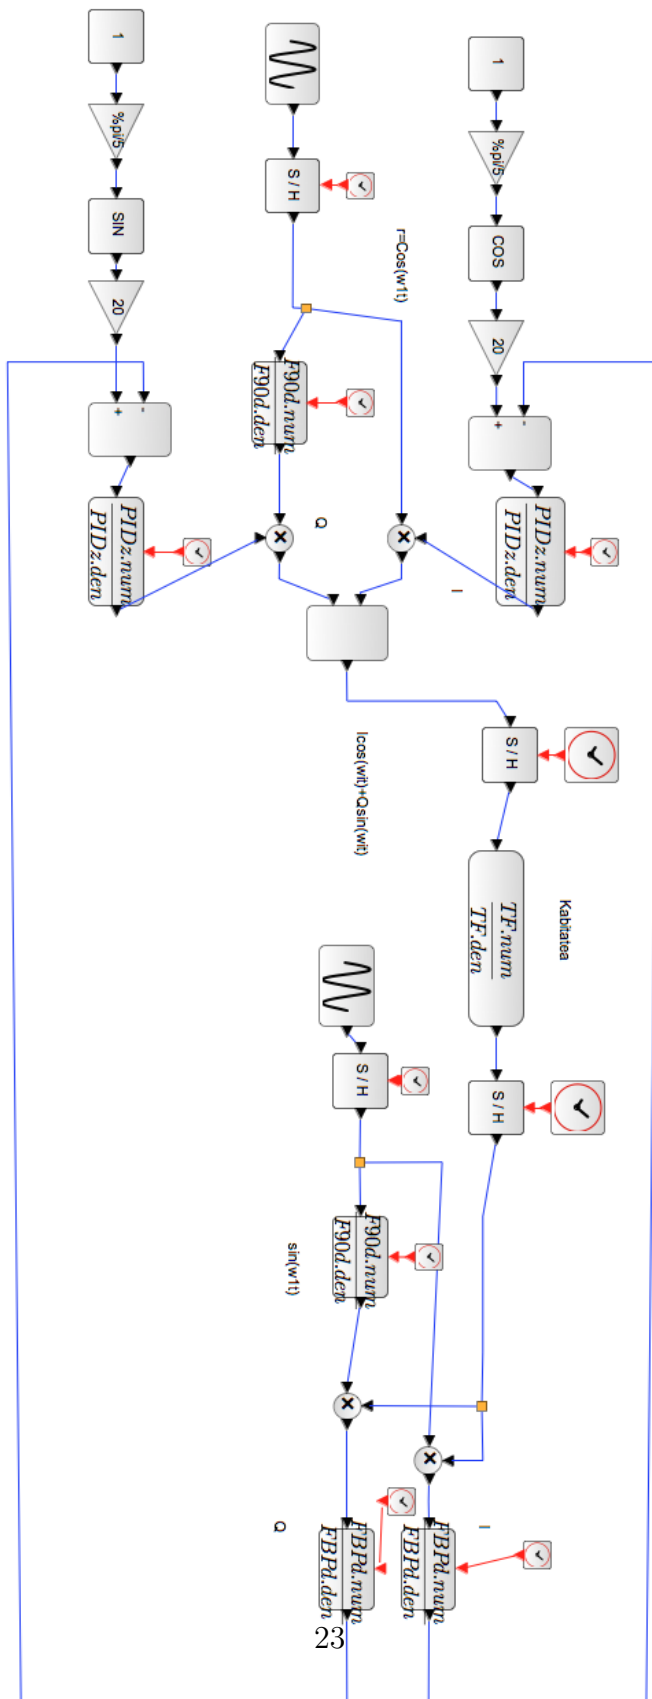 1
%pi/5
SIN
20
+
-
PIDz.num
PIDz.den
S / H
r=Cos(w1t)
F90d.num
F90d.den
Q
1
%pi/5
COS
20
+
-
PIDz.num
PIDz.den
I
S / H
Icos(wit)+Qsin(wit)
TF.num
TF.den
Kabitatea
S / H
S / H
F90d.num
F90d.den
sin(w1t)
Q
I
FBPd.num
FBPd.den
FBPd.num
FBPd.den
23